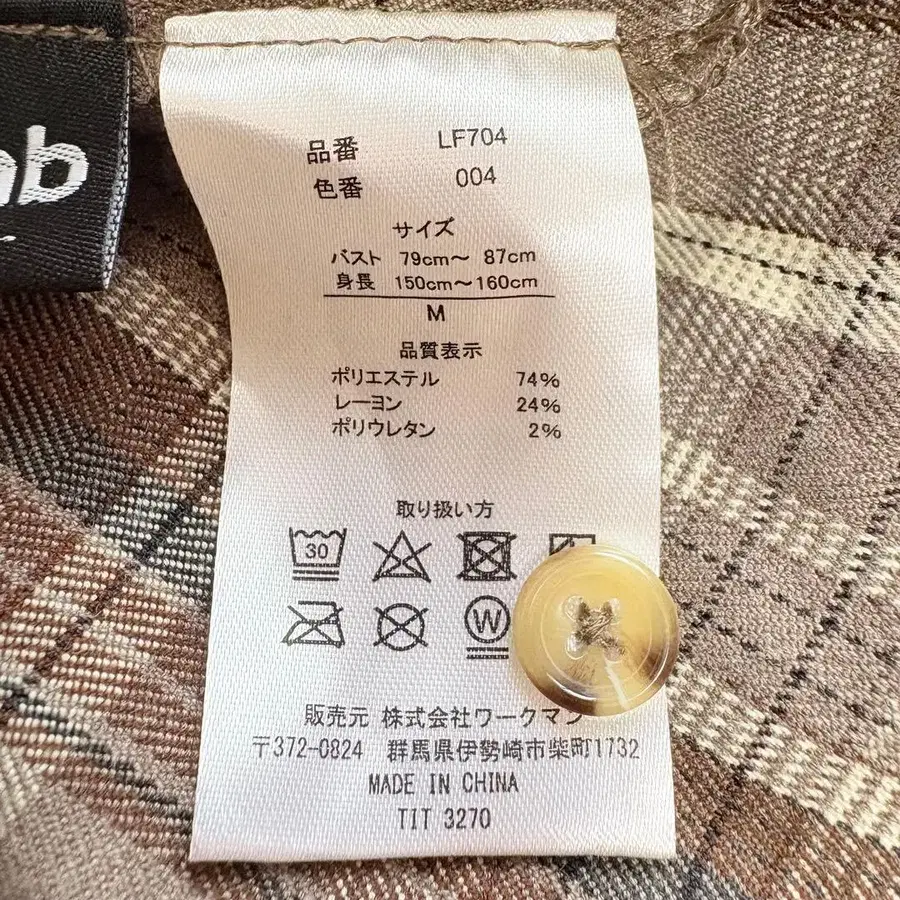 品番 LF704
色番 004
サイズ
バスト 79cm～ 87cm
身長 150cm～160cm
M
品質表示
ポリエステル 74%
レーヨン 24%
ポリウレタン 2%
取り扱い方
30
W
販売元 株式会社ワークマン
〒372-0824 群馬県伊勢崎市柴町1732
MADE IN CHINA
TIT 3270